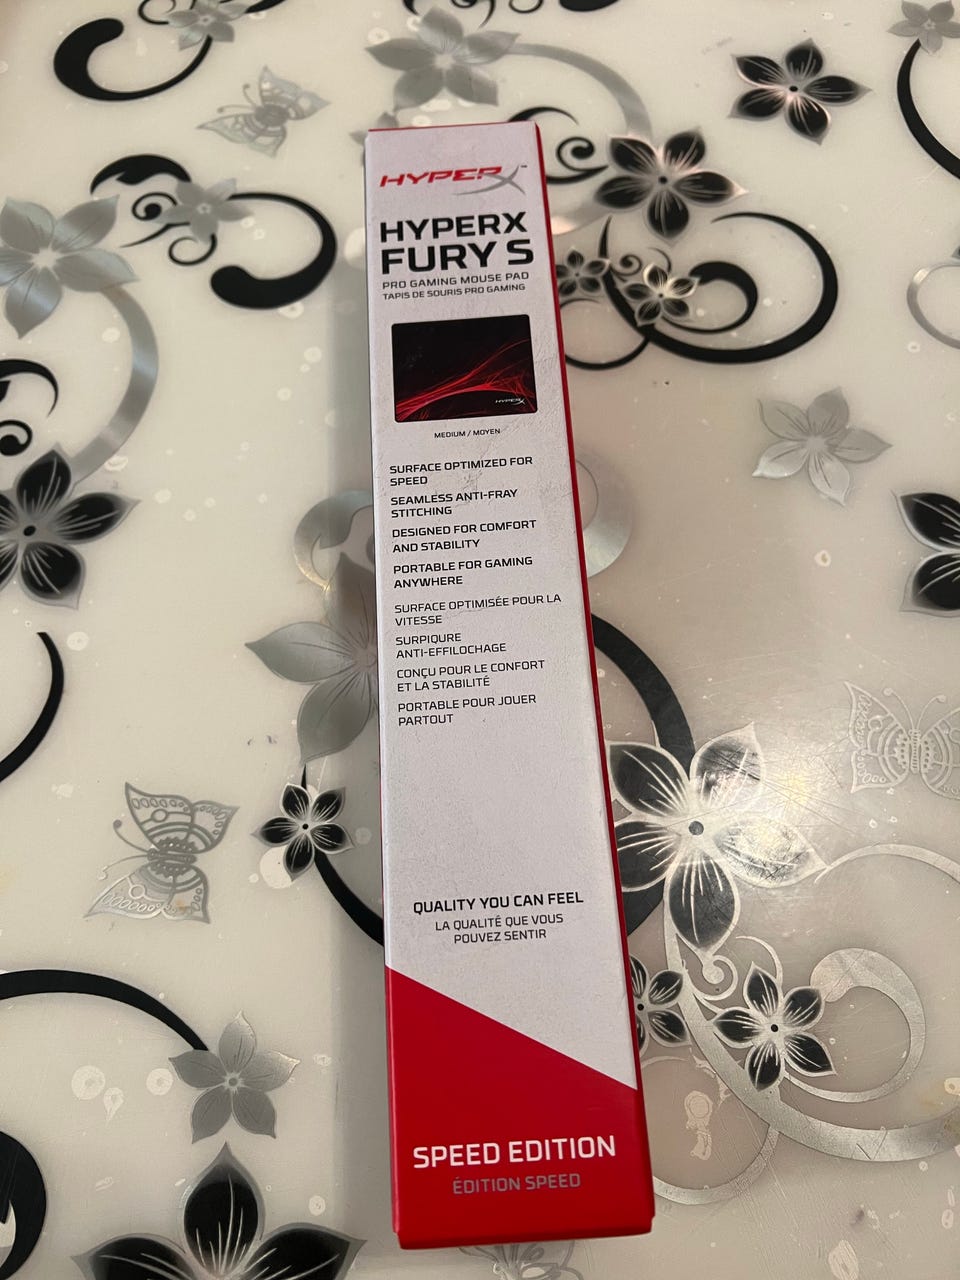 HYPERX™
HYPERX
FURY S
PRO GAMING MOUSE PAD
TAPIS DE SOURIS PRO GAMING
HYPERX
MEDIUM / MOYEN
SURFACE OPTIMIZED FOR
SPEED
SEAMLESS ANTI-FRAY
STITCHING
DESIGNED FOR COMFORT
AND STABILITY
PORTABLE FOR GAMING
ANYWHERE
SURFACE OPTIMISÉE POUR LA
VITESSE
SURPIQURE
ANTI-EFFILOCHAGE
CONÇU POUR LE CONFORT
ET LA STABILITÉ
PORTABLE POUR JOUER
PARTOUT
QUALITY YOU CAN FEEL
LA QUALITÉ QUE VOUS
POUVEZ SENTIR
SPEED EDITION
ÉDITION SPEED